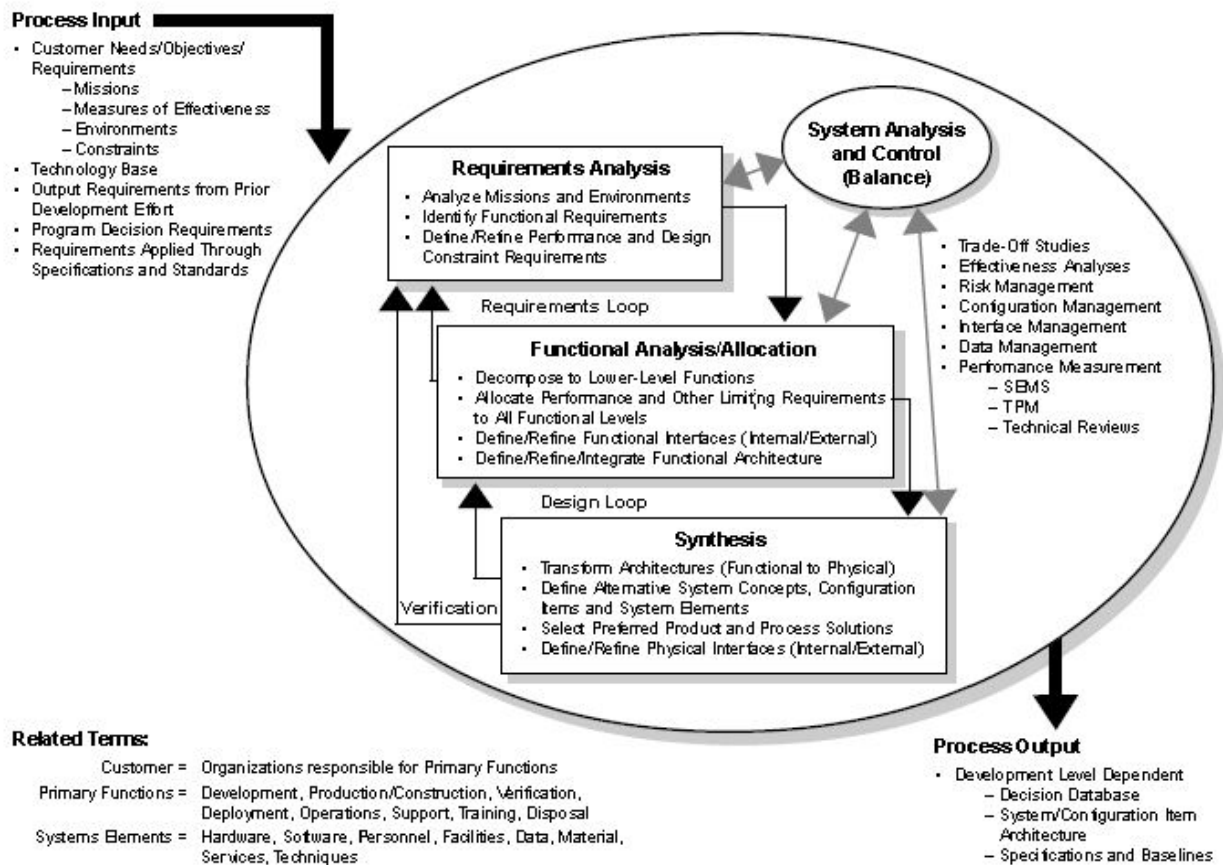 Process Input
• Customer Needs/Objectives/
Requirements
– Missions
– Measures of Effectiveness
– Environments
– Constraints
• Technology Base
• Output Requirements from Prior
Development Effort
• Program Decision Requirements
• Requirements Applied Through
Specifications and Standards
System Analysis
and Control
(Balance)
Requirements Analysis
• Analyze Missions and Environments
• Identify Functional Requirements
• Define/Refine Performance and Design
Constraint Requirements
• Trade-Off Studies
• Effectiveness Analyses
• Risk Management
• Configuration Management
• Interface Management
• Data Management
• Performance Measurement
– SEMS
– TPM
– Technical Reviews
Requirements Loop
Functional Analysis/Allocation
• Decompose to Lower-Level Functions
• Allocate Performance and Other Limiting Requirements
to All Functional Levels
• Define/Refine Functional Interfaces (Internal/External)
• Define/Refine/Integrate Functional Architecture
Design Loop
Synthesis
• Transform Architectures (Functional to Physical)
• Define Alternative System Concepts, Configuration
Items and System Elements
• Select Preferred Product and Process Solutions
• Define/Refine Physical Interfaces (Internal/External)
Verification
Related Terms:
Customer = Organizations responsible for Primary Functions
Primary Functions = Development, Production/Construction, Verification,
Deployment, Operations, Support, Training, Disposal
Systems Elements = Hardware, Software, Personnel, Facilities, Data, Material,
Services, Techniques
Process Output
• Development Level Dependent
– Decision Database
– System/Configuration Item
Architecture
– Specifications and Baselines